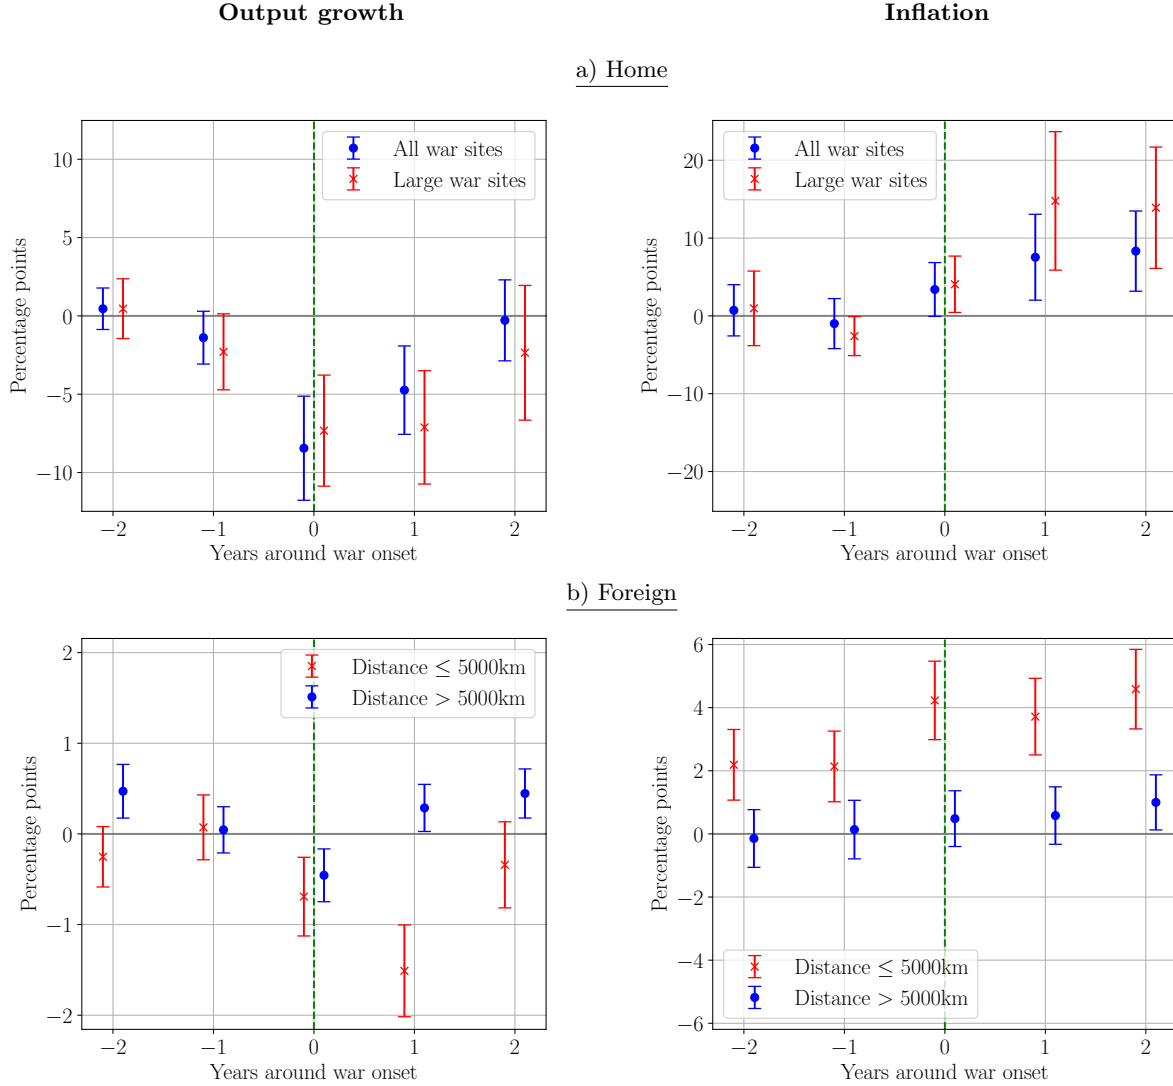 Output growth
Inflation
a) Home
Percentage points
10
5
0
−5
−10
All war sites
Large war sites
−2 −1 0 1 2
Years around war onset
Percentage points
20
10
0
−10
−20
All war sites
Large war sites
−2 −1 0 1 2
Years around war onset
b) Foreign
Percentage points
2
1
0
−1
−2
Distance ≤ 5000km
Distance > 5000km
−2 −1 0 1 2
Years around war onset
Percentage points
6
4
2
0
−2
−4
−6
Distance ≤ 5000km
Distance > 5000km
−2 −1 0 1 2
Years around war onset